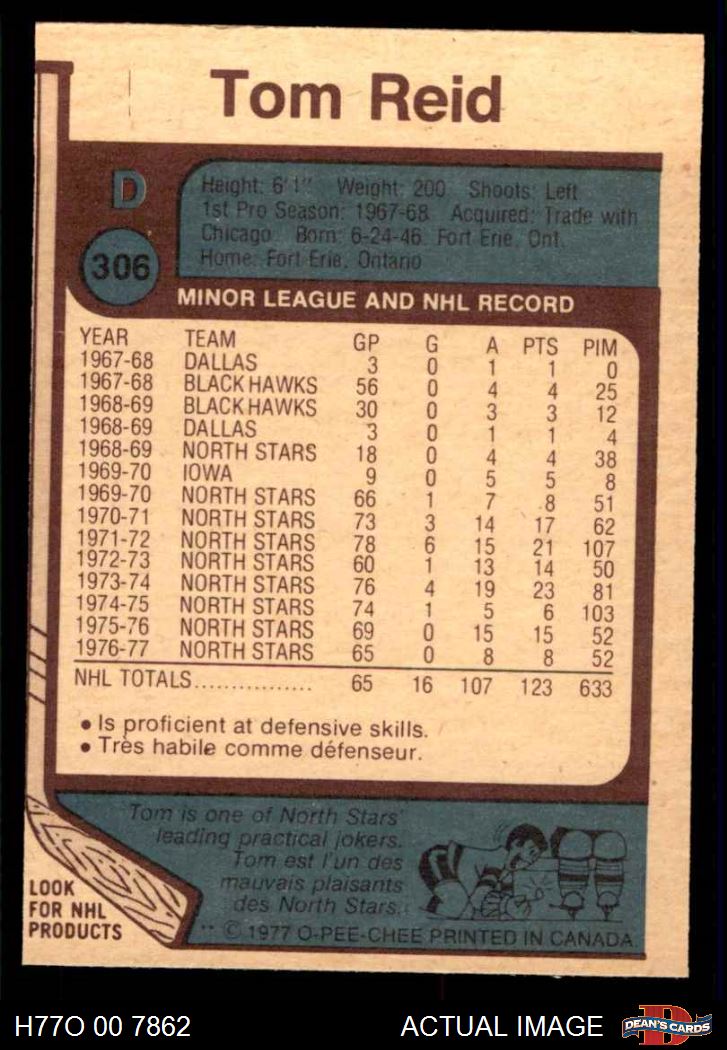 Tom Reid
D
306
Height: 6'1" Weight: 200 Shoots: Left
1st Pro Season: 1967-68 Acquired: Trade with
Chicago Born: 6-24-46 Fort Erie, Ont.
Home: Fort Erie, Ontario
MINOR LEAGUE AND NHL RECORD
YEAR TEAM GP G A PTS PIM
1967-68 DALLAS 3 0 1 1 0
1967-68 BLACK HAWKS 56 0 4 4 25
1968-69 BLACK HAWKS 30 0 3 3 12
1968-69 DALLAS 3 0 1 1 4
1968-69 NORTH STARS 18 0 4 4 38
1969-70 IOWA 9 0 5 5 8
1969-70 NORTH STARS 66 1 7 8 51
1970-71 NORTH STARS 73 3 14 17 62
1971-72 NORTH STARS 78 6 15 21 107
1972-73 NORTH STARS 60 1 13 14 50
1973-74 NORTH STARS 76 4 19 23 81
1974-75 NORTH STARS 74 1 5 6 103
1975-76 NORTH STARS 69 0 15 15 52
1976-77 NORTH STARS 65 0 8 8 52
NHL TOTALS................ 65 16 107 123 633
• Is proficient at defensive skills.
• Très habile comme défenseur.
Tom is one of North Stars'
leading practical jokers.
Tom est l'un des
mauvais plaisants
des North Stars.
LOOK
FOR NHL
PRODUCTS
** © 1977 O-PEE-CHEE PRINTED IN CANADA.
H77O 00 7862
ACTUAL IMAGE
D
DEAN'S CARDS